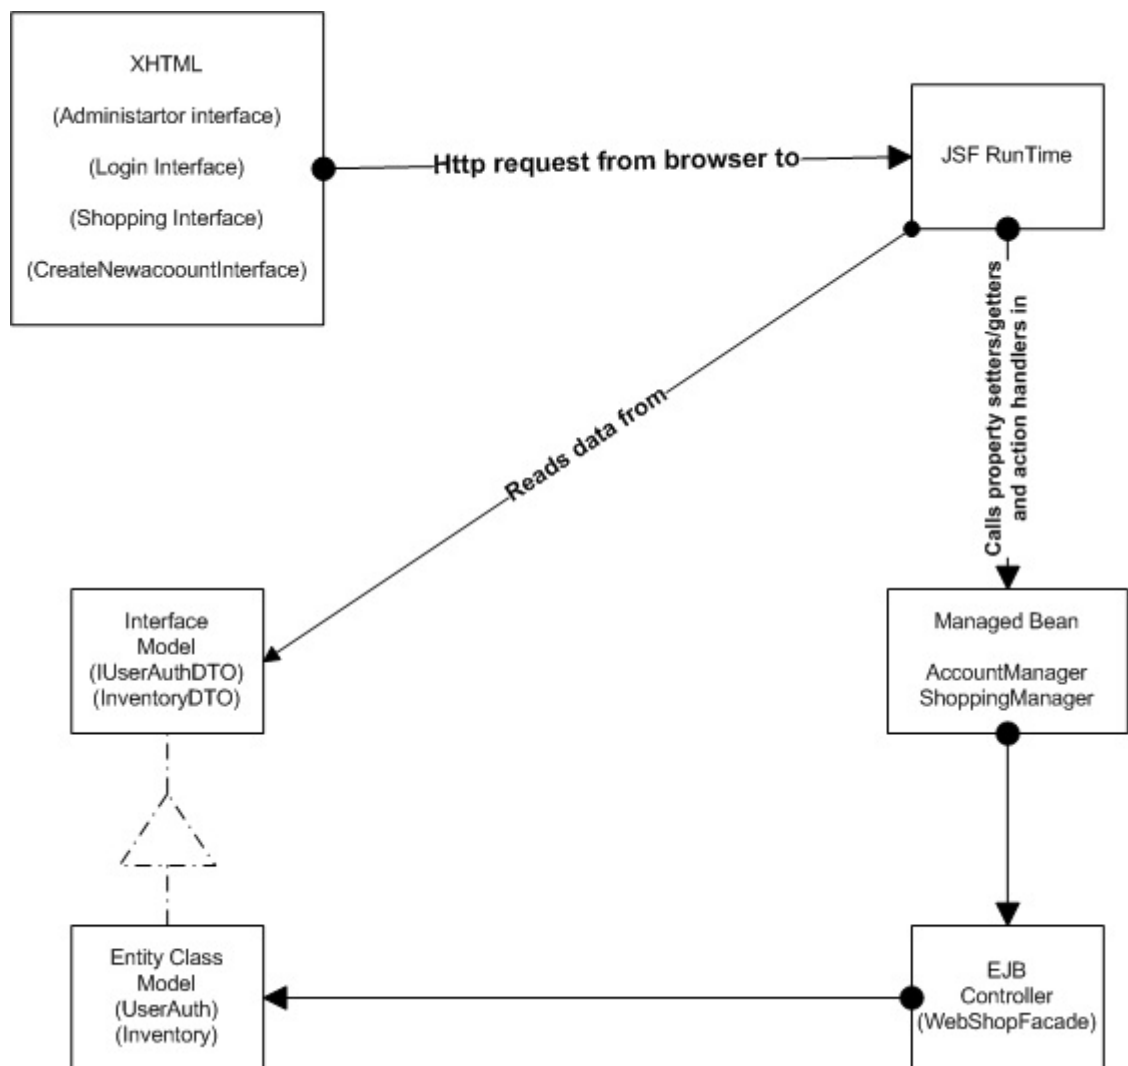 XHTML
(Administartor interface)
(Login Interface)
(Shopping Interface)
(CreateNewacoountInterface)
Http request from browser to
JSF RunTime
Reads data from
Calls property setters/getters
and action handlers in
Interface
Model
(IUserAuthDTO)
(InventoryDTO)
Managed Bean
AccountManager
ShoppingManager
Entity Class
Model
(UserAuth)
(Inventory)
EJB
Controller
(WebShopFacade)